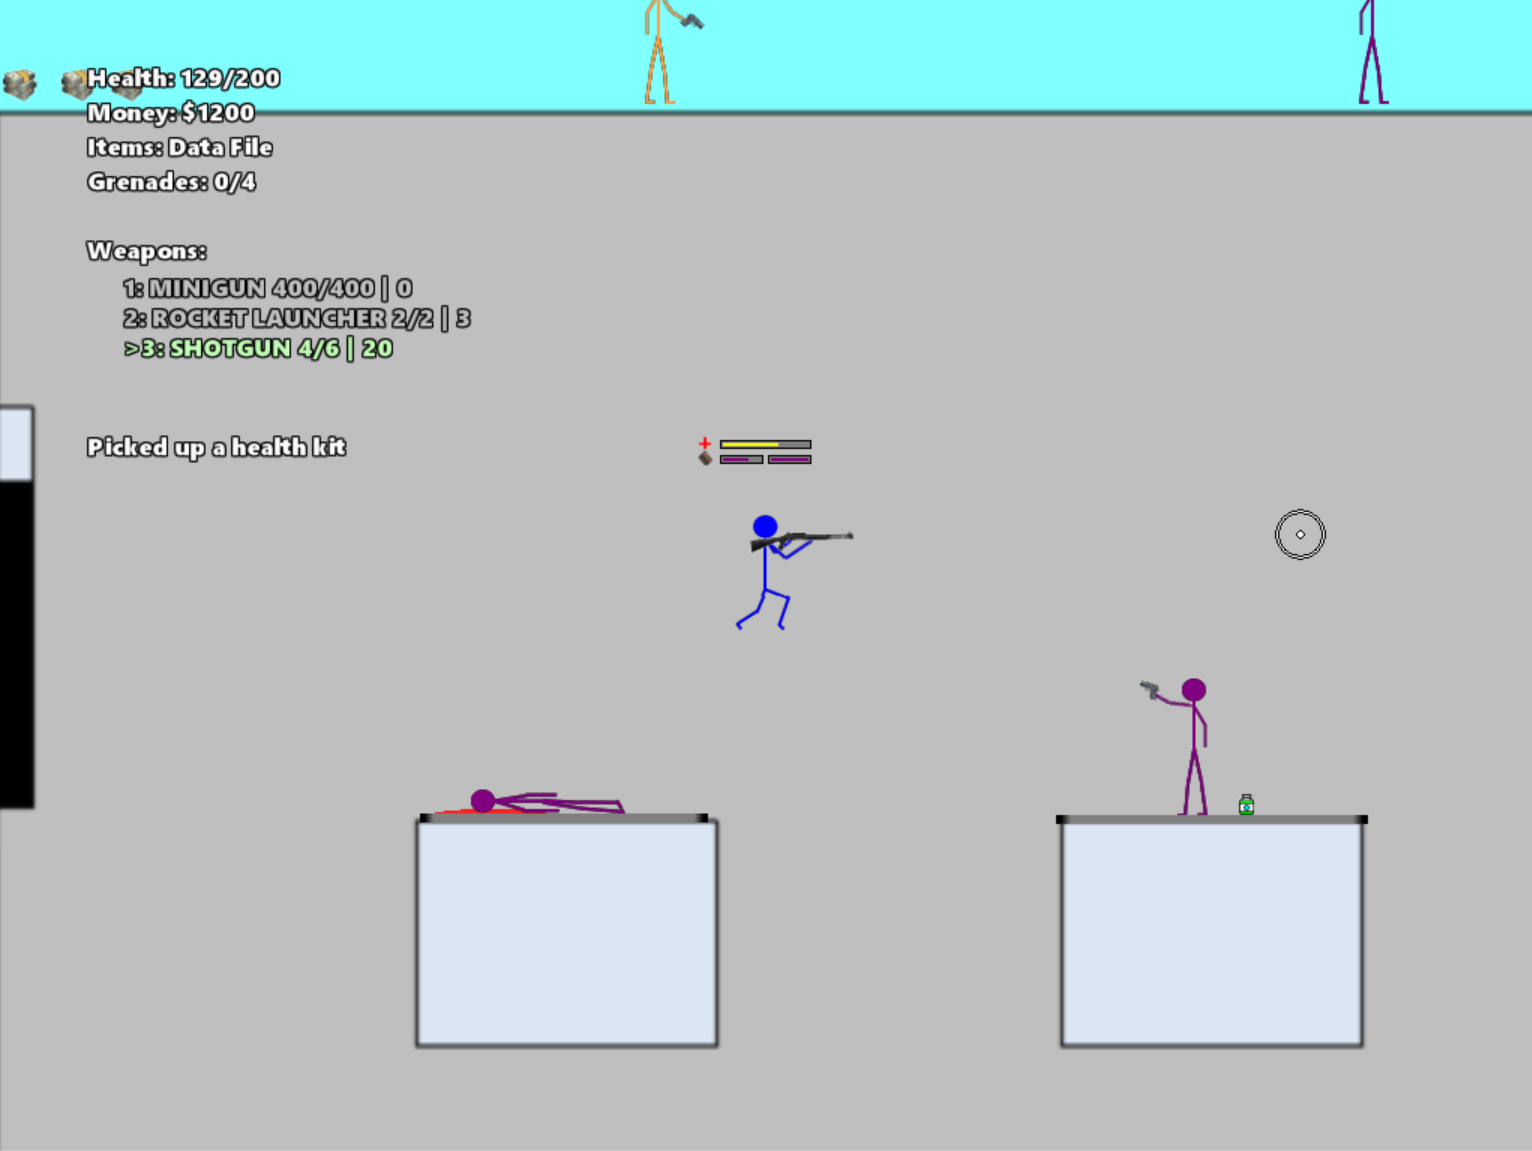 Health: 129/200
Money: $1200
Items: Data File
Grenades: 0/4
Weapons:
1: MINIGUN 400/400 | 0
2: ROCKET LAUNCHER 2/2 | 3
>3: SHOTGUN 4/6 | 20
Picked up a health kit